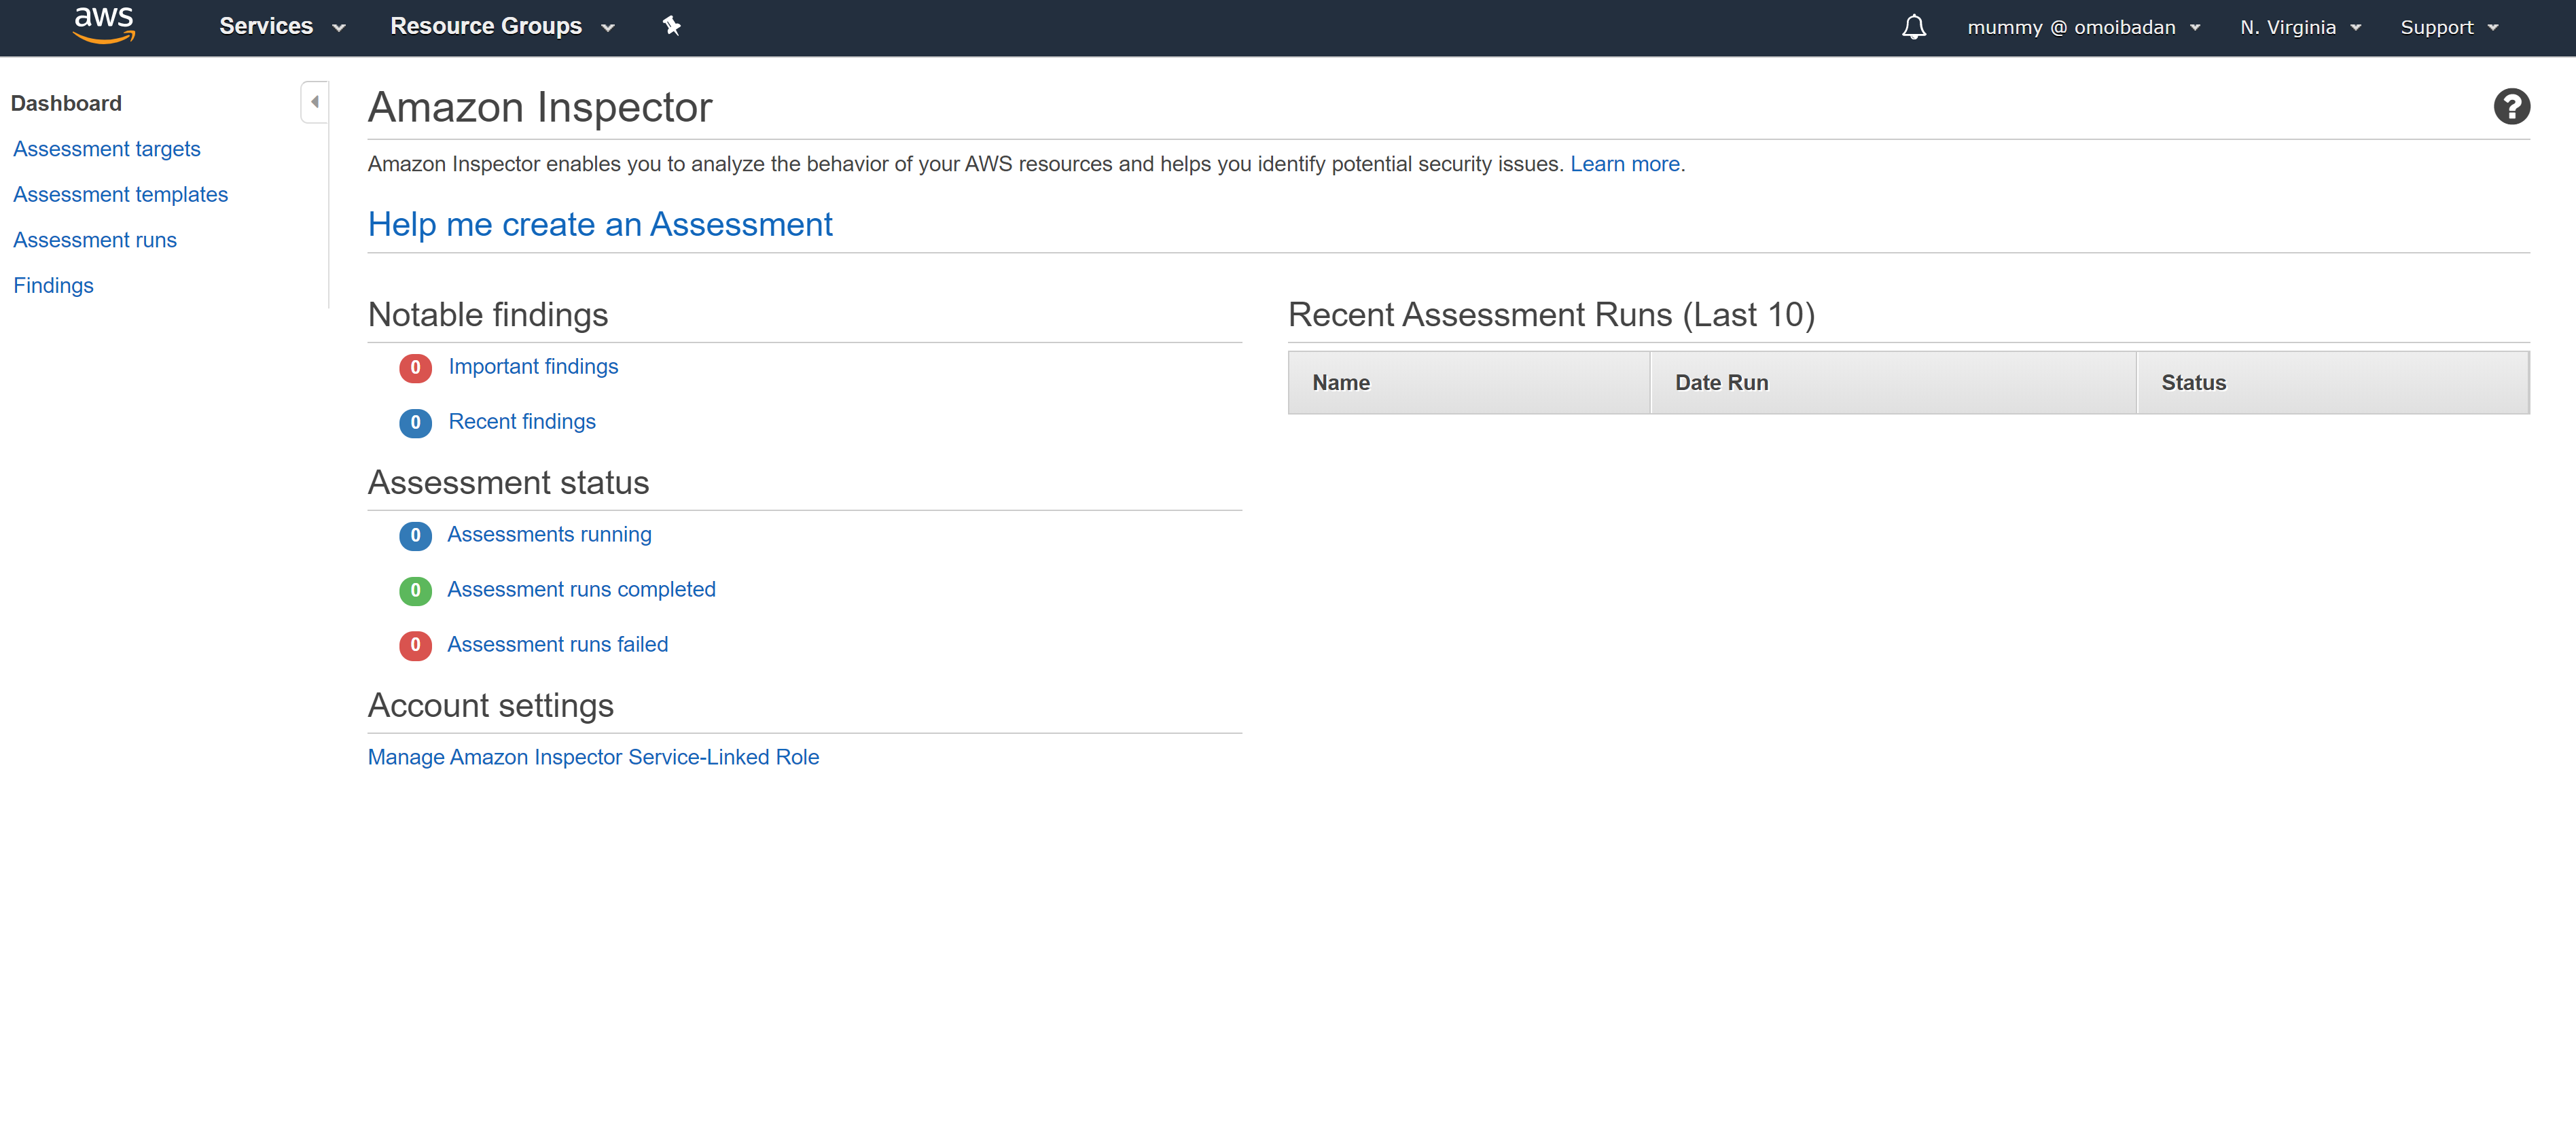 aws Services Resource Groups mummy @ omoibadan N. Virginia Support
Dashboard
Assessment targets
Assessment templates
Assessment runs
Findings
Amazon Inspector ?
Amazon Inspector enables you to analyze the behavior of your AWS resources and helps you identify potential security issues. Learn more.
Help me create an Assessment
Notable findings
0 Important findings
0 Recent findings
Assessment status
0 Assessments running
0 Assessment runs completed
0 Assessment runs failed
Account settings
Manage Amazon Inspector Service-Linked Role
Recent Assessment Runs (Last 10)
Name Date Run Status